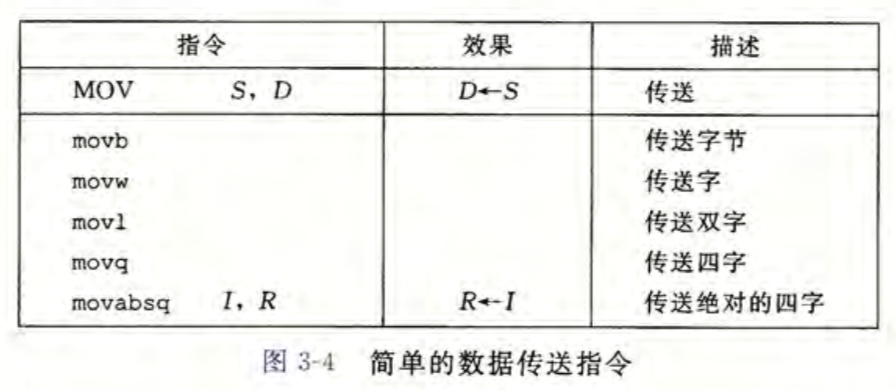 指令 效果 描述
MOV S, D D←S 传送
movb 传送字节
movw 传送字
movl 传送双字
movq 传送四字
movabsq I, R R←I 传送绝对的四字
图 3-4 简单的数据传送指令